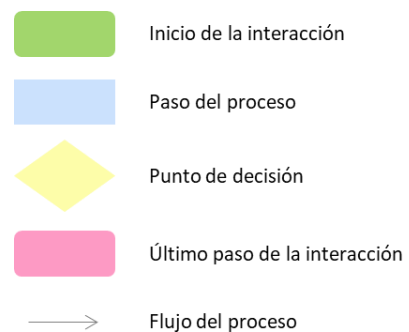 Inicio de la interacción
Paso del proceso
Punto de decisión
Último paso de la interacción
Flujo del proceso